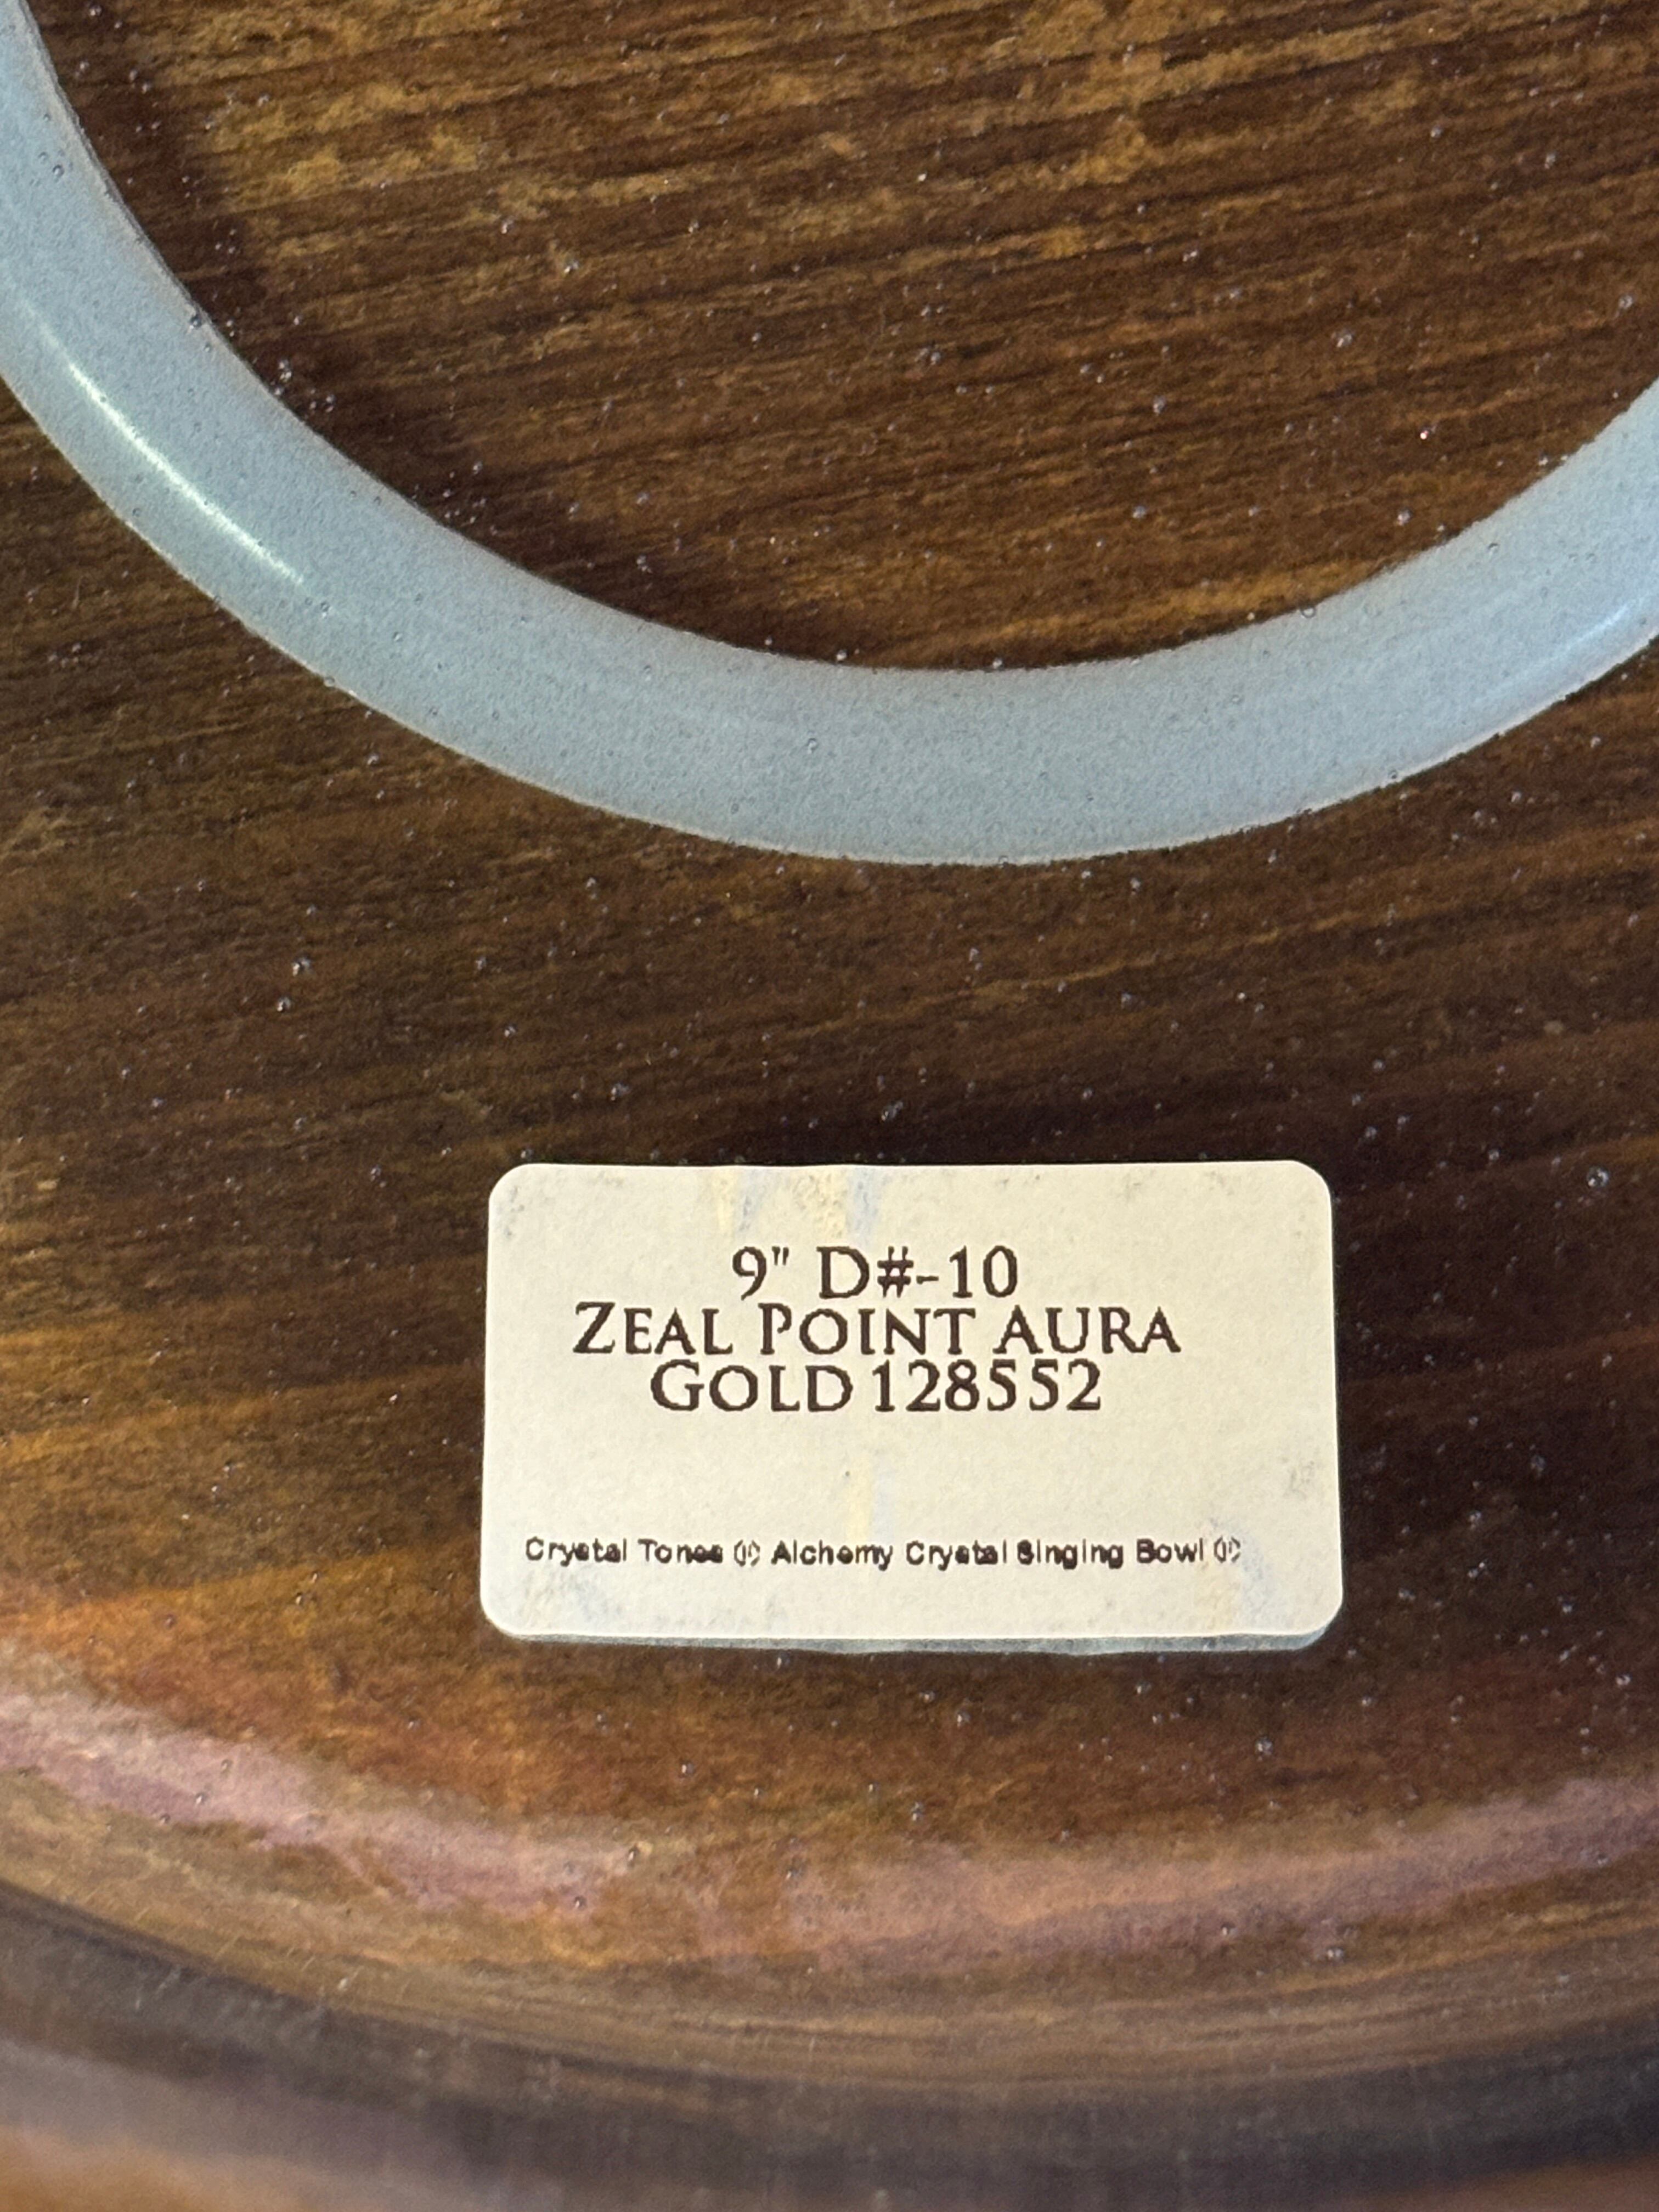 9" D#-10
ZEAL POINT AURA
GOLD 128552
Crystal Tones ® Alchemy Crystal Singing Bowl ®